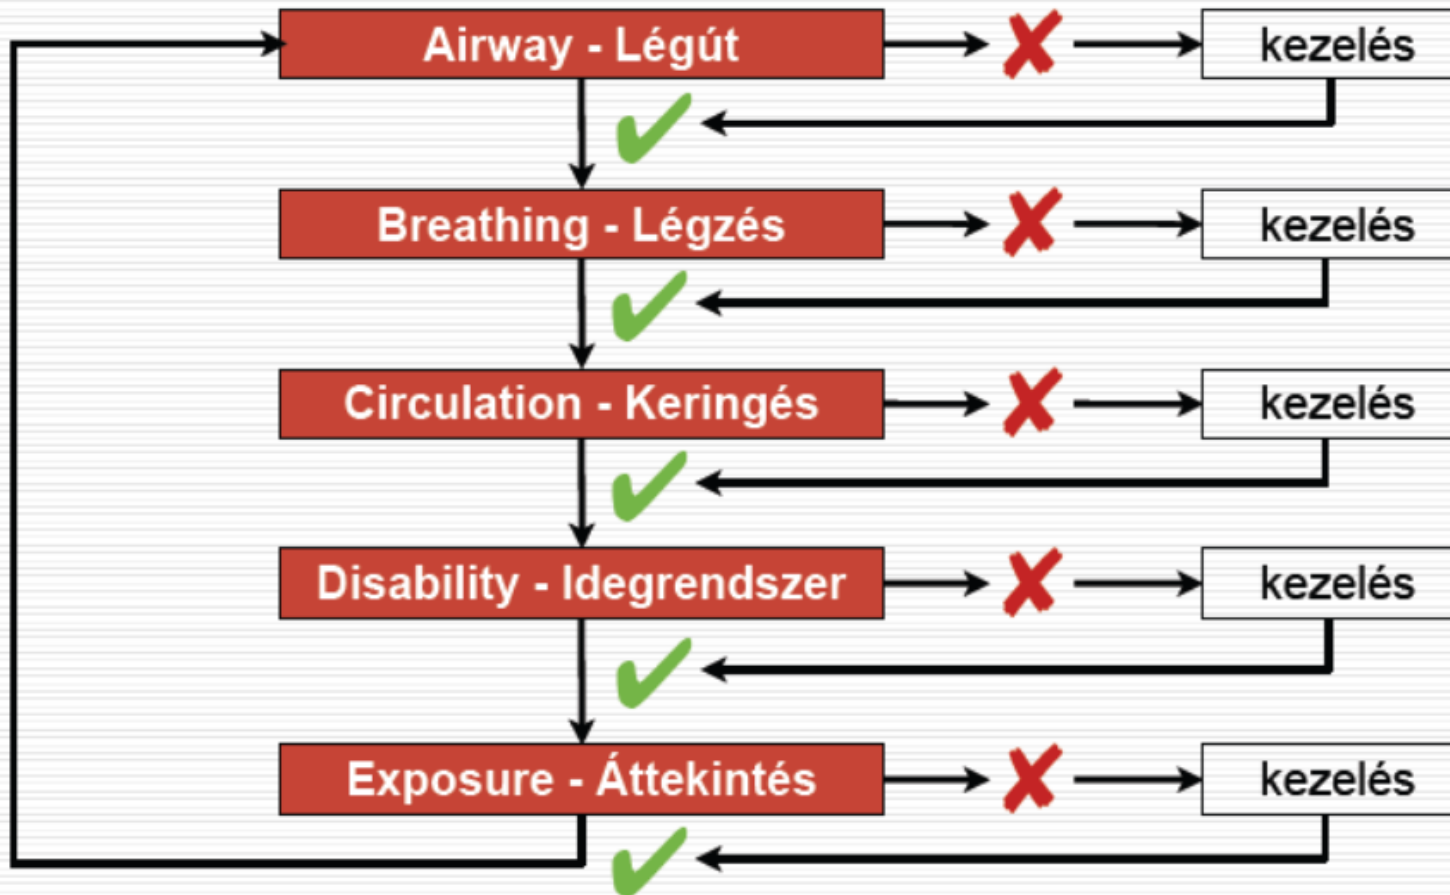 Airway - Légút
kezelés
Breathing - Légzés
kezelés
Circulation - Keringés
kezelés
Disability - Idegrendszer
kezelés
Exposure - Áttekintés
kezelés